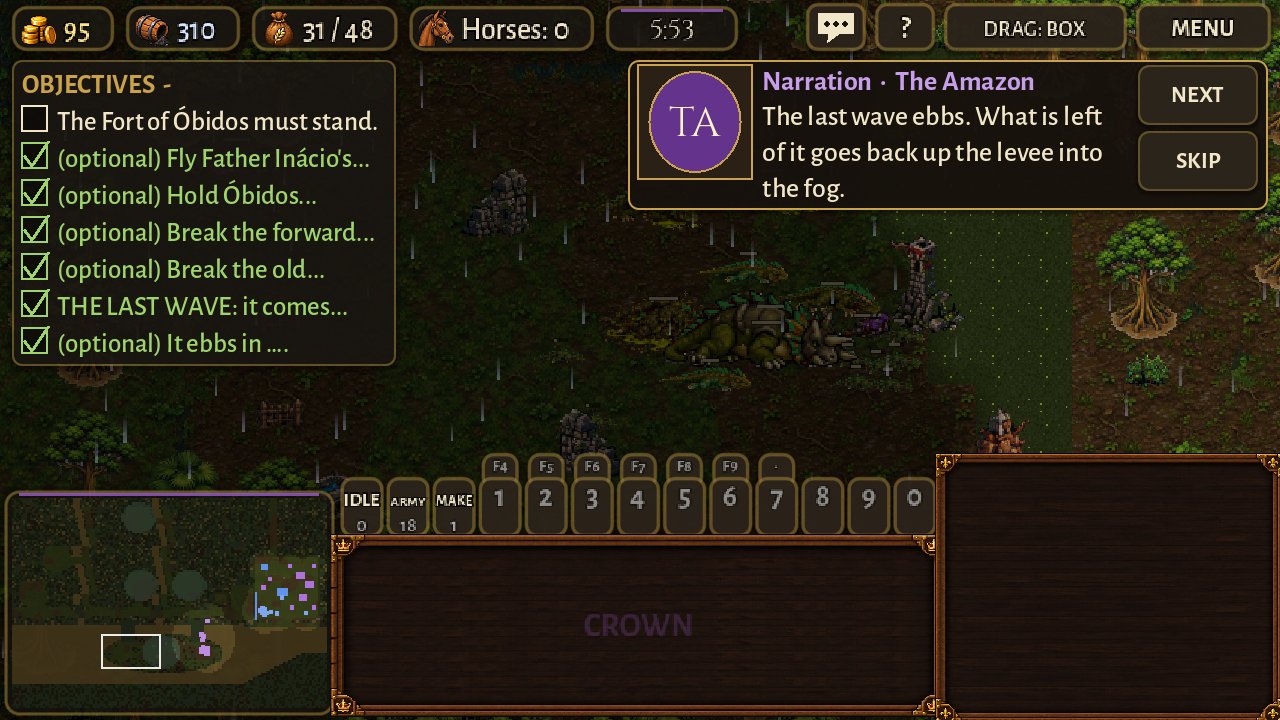 95
310
31 / 48
Horses: 0
5:53
?
DRAG: BOX
MENU
OBJECTIVES -
The Fort of Óbidos must stand.
(optional) Fly Father Inácio's...
(optional) Hold Óbidos...
(optional) Break the forward...
(optional) Break the old...
THE LAST WAVE: it comes...
(optional) It ebbs in ....
TA
Narration · The Amazon
The last wave ebbs. What is left
of it goes back up the levee into
the fog.
NEXT
SKIP
F4 F5 F6 F7 F8 F9 ·
IDLE ARMY MAKE 1 2 3 4 5 6 7 8 9 0
0 18 1
CROWN